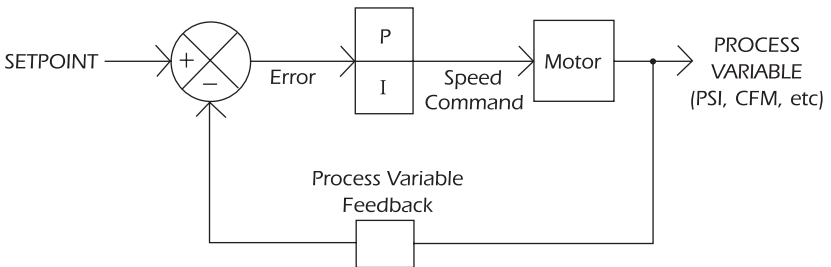 SETPOINT
+
−
Error
P
I
Speed
Command
Motor
PROCESS
VARIABLE
(PSI, CFM, etc)
Process Variable
Feedback